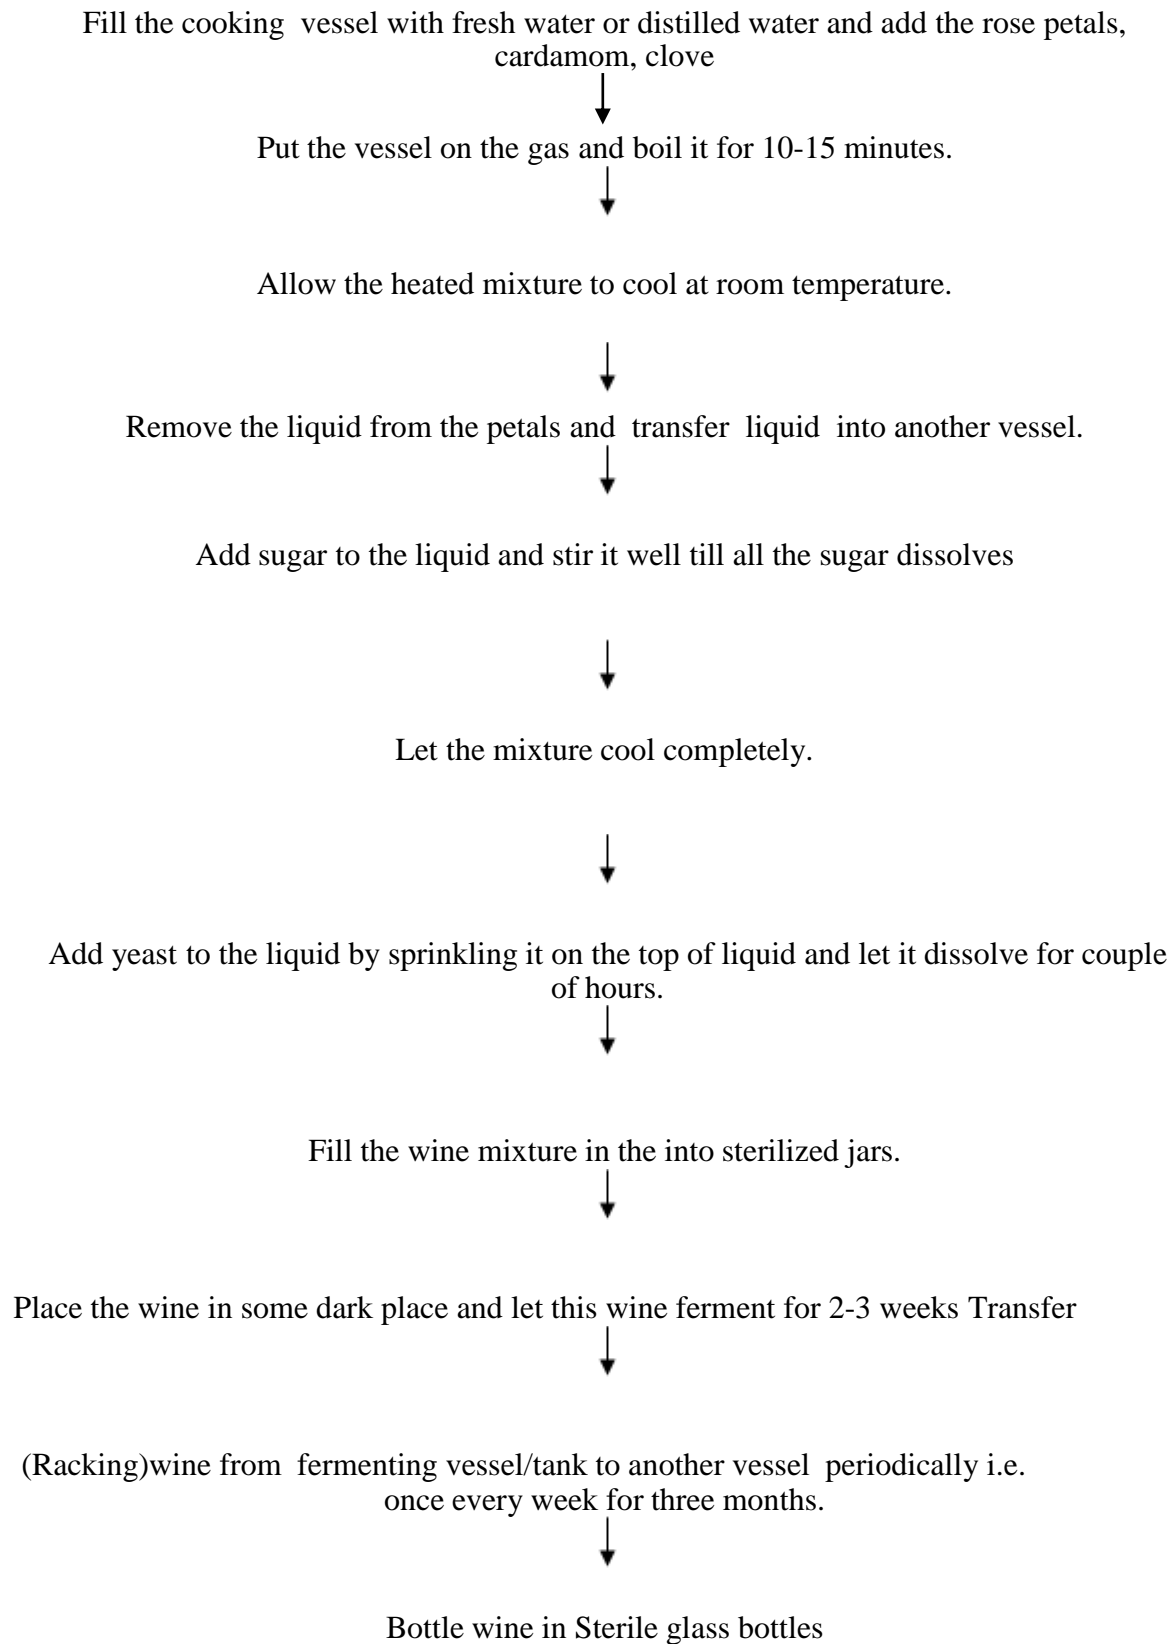 Fill the cooking vessel with fresh water or distilled water and add the rose petals,
cardamom, clove
Put the vessel on the gas and boil it for 10-15 minutes.
Allow the heated mixture to cool at room temperature.
Remove the liquid from the petals and transfer liquid into another vessel.
Add sugar to the liquid and stir it well till all the sugar dissolves
Let the mixture cool completely.
Add yeast to the liquid by sprinkling it on the top of liquid and let it dissolve for couple
of hours.
Fill the wine mixture in the into sterilized jars.
Place the wine in some dark place and let this wine ferment for 2-3 weeks Transfer
(Racking)wine from fermenting vessel/tank to another vessel periodically i.e.
once every week for three months.
Bottle wine in Sterile glass bottles